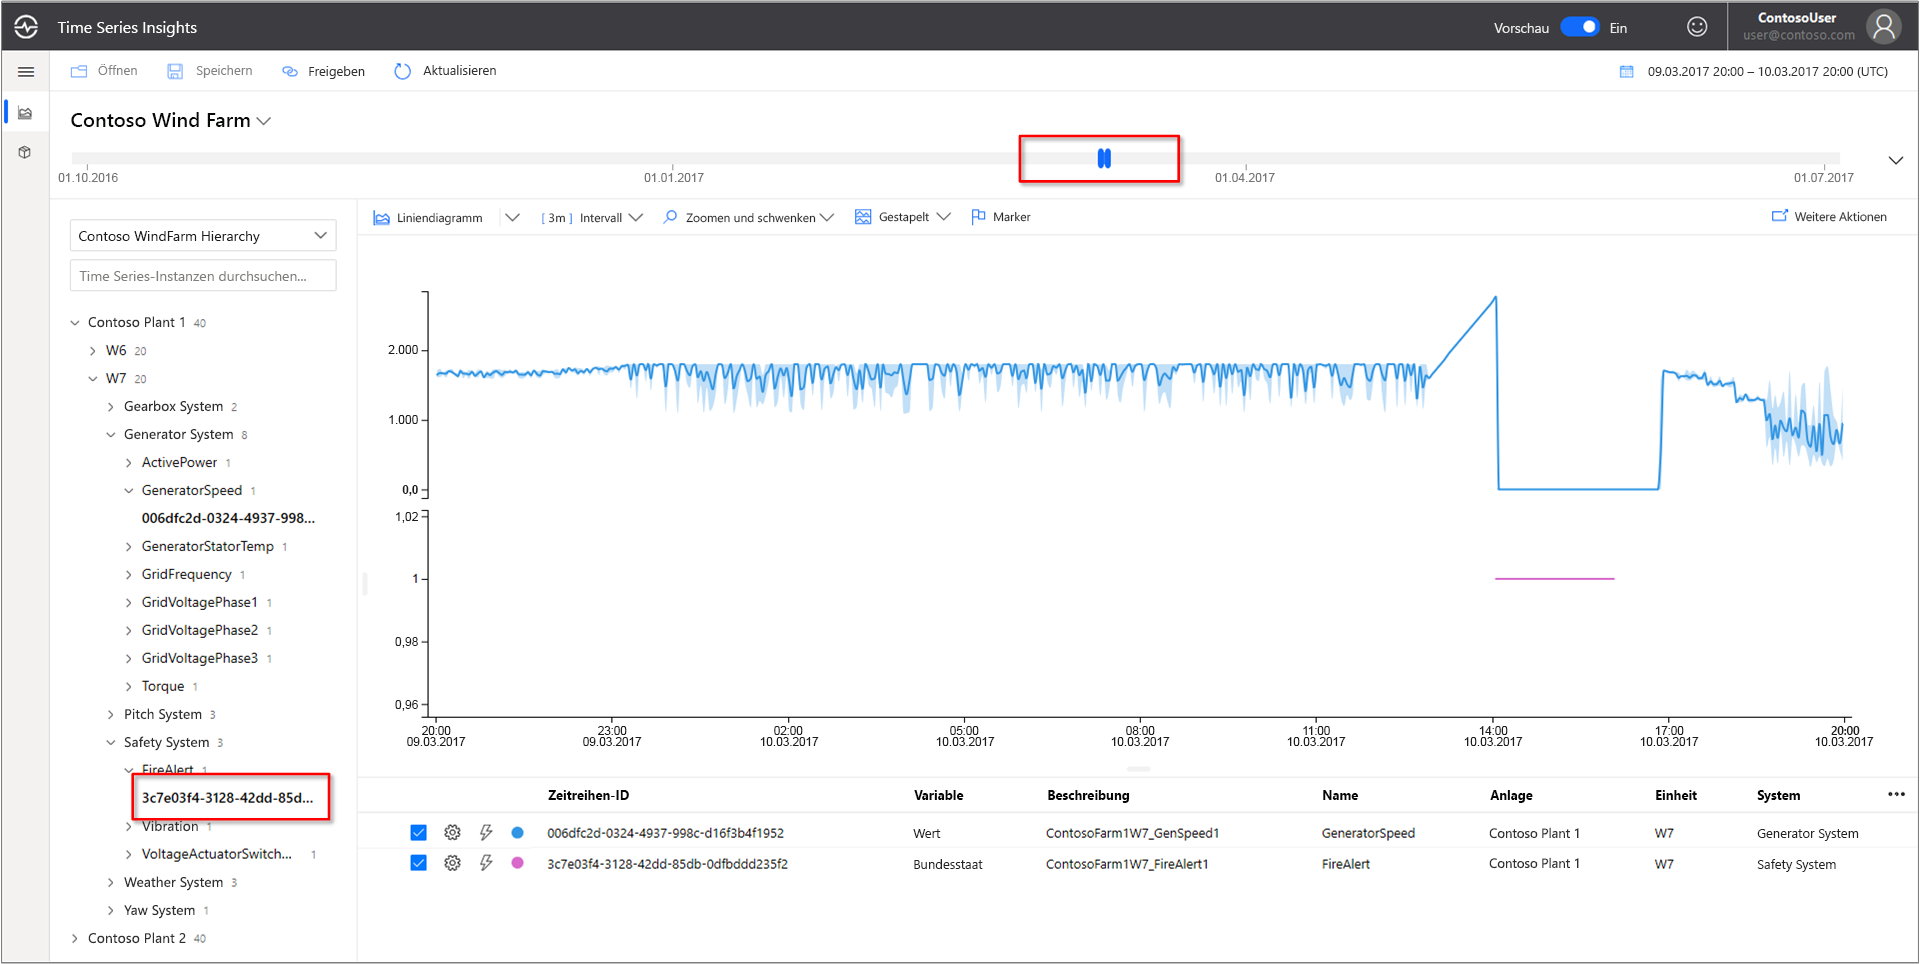 Time Series Insights
Vorschau Ein
ContosoUser
user@contoso.com
Öffnen Speichern Freigeben Aktualisieren
09.03.2017 20:00 – 10.03.2017 20:00 (UTC)
Contoso Wind Farm
01.10.2016 01.01.2017 01.04.2017 01.07.2017
Contoso WindFarm Hierarchy
Time Series-Instanzen durchsuchen...
Contoso Plant 1 40
W6 20
W7 20
Gearbox System 2
Generator System 8
ActivePower 1
GeneratorSpeed 1
006dfc2d-0324-4937-998...
GeneratorStatorTemp 1
GridFrequency 1
GridVoltagePhase1 1
GridVoltagePhase2 1
GridVoltagePhase3 1
Torque 1
Pitch System 3
Safety System 3
FireAlert 1
3c7e03f4-3128-42dd-85d...
Vibration 1
VoltageActuatorSwitch... 1
Weather System 3
Yaw System 1
Contoso Plant 2 40
Liniendiagramm [ 3m ] Intervall Zoomen und schwenken Gestapelt Marker Weitere Aktionen
2.000
1.000
0,0
1,02
1
0,98
0,96
20:00 23:00 02:00 05:00 08:00 11:00 14:00 17:00 20:00
09.03.2017 09.03.2017 10.03.2017 10.03.2017 10.03.2017 10.03.2017 10.03.2017 10.03.2017 10.03.2017
Zeitreihen-ID Variable Beschreibung Name Anlage Einheit System
006dfc2d-0324-4937-998c-d16f3b4f1952 Wert ContosoFarm1W7_GenSpeed1 GeneratorSpeed Contoso Plant 1 W7 Generator System
3c7e03f4-3128-42dd-85db-0dfbddd235f2 Bundesstaat ContosoFarm1W7_FireAlert1 FireAlert Contoso Plant 1 W7 Safety System